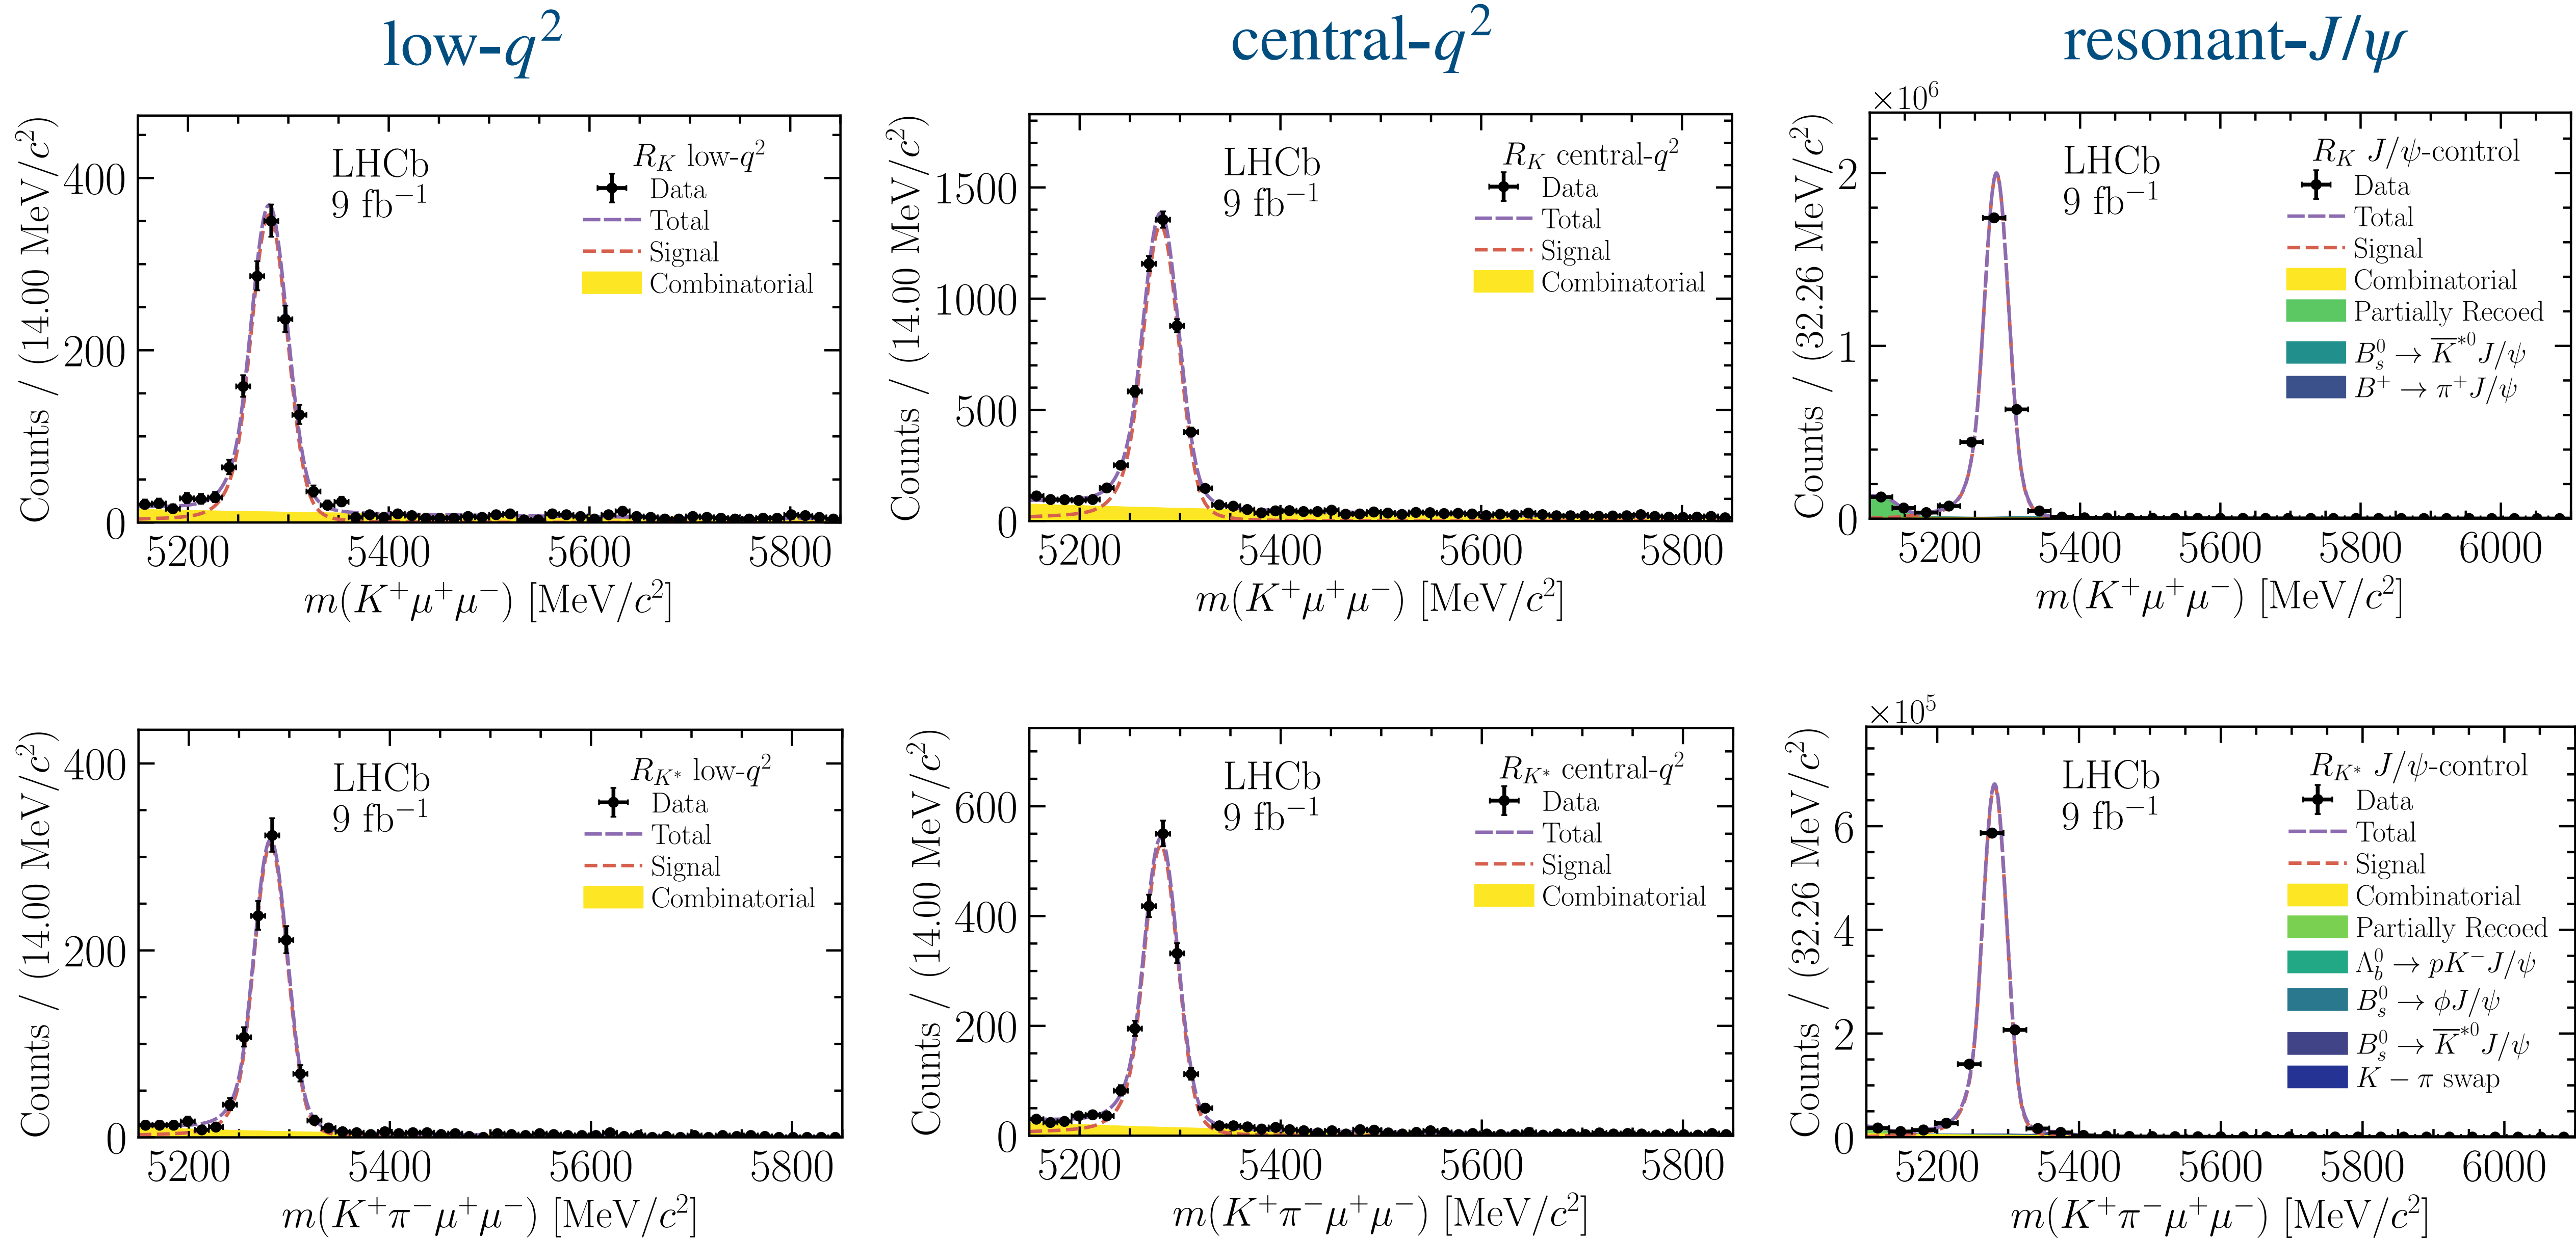 low-q²
central-q²
resonant-J/ψ
Counts / (14.00 MeV/c²)
400
200
0
LHCb
9 fb⁻¹
R_K low-q²
Data
Total
Signal
Combinatorial
5200
5400
5600
5800
m(K⁺μ⁺μ⁻) [MeV/c²]
Counts / (14.00 MeV/c²)
1500
1000
500
0
LHCb
9 fb⁻¹
R_K central-q²
Data
Total
Signal
Combinatorial
5200
5400
5600
5800
m(K⁺μ⁺μ⁻) [MeV/c²]
×10⁶
Counts / (32.26 MeV/c²)
2
1
0
LHCb
9 fb⁻¹
R_K J/ψ-control
Data
Total
Signal
Combinatorial
Partially Recoed
B_s⁰ → K̅*⁰J/ψ
B⁺ → π⁺J/ψ
5200
5400
5600
5800
6000
m(K⁺μ⁺μ⁻) [MeV/c²]
Counts / (14.00 MeV/c²)
400
200
0
LHCb
9 fb⁻¹
R_K* low-q²
Data
Total
Signal
Combinatorial
5200
5400
5600
5800
m(K⁺π⁻μ⁺μ⁻) [MeV/c²]
Counts / (14.00 MeV/c²)
600
400
200
0
LHCb
9 fb⁻¹
R_K* central-q²
Data
Total
Signal
Combinatorial
5200
5400
5600
5800
m(K⁺π⁻μ⁺μ⁻) [MeV/c²]
×10⁵
Counts / (32.26 MeV/c²)
6
4
2
0
LHCb
9 fb⁻¹
R_K* J/ψ-control
Data
Total
Signal
Combinatorial
Partially Recoed
Λ_b⁰ → pK⁻J/ψ
B_s⁰ → ϕJ/ψ
B_s⁰ → K̅*⁰J/ψ
K − π swap
5200
5400
5600
5800
6000
m(K⁺π⁻μ⁺μ⁻) [MeV/c²]